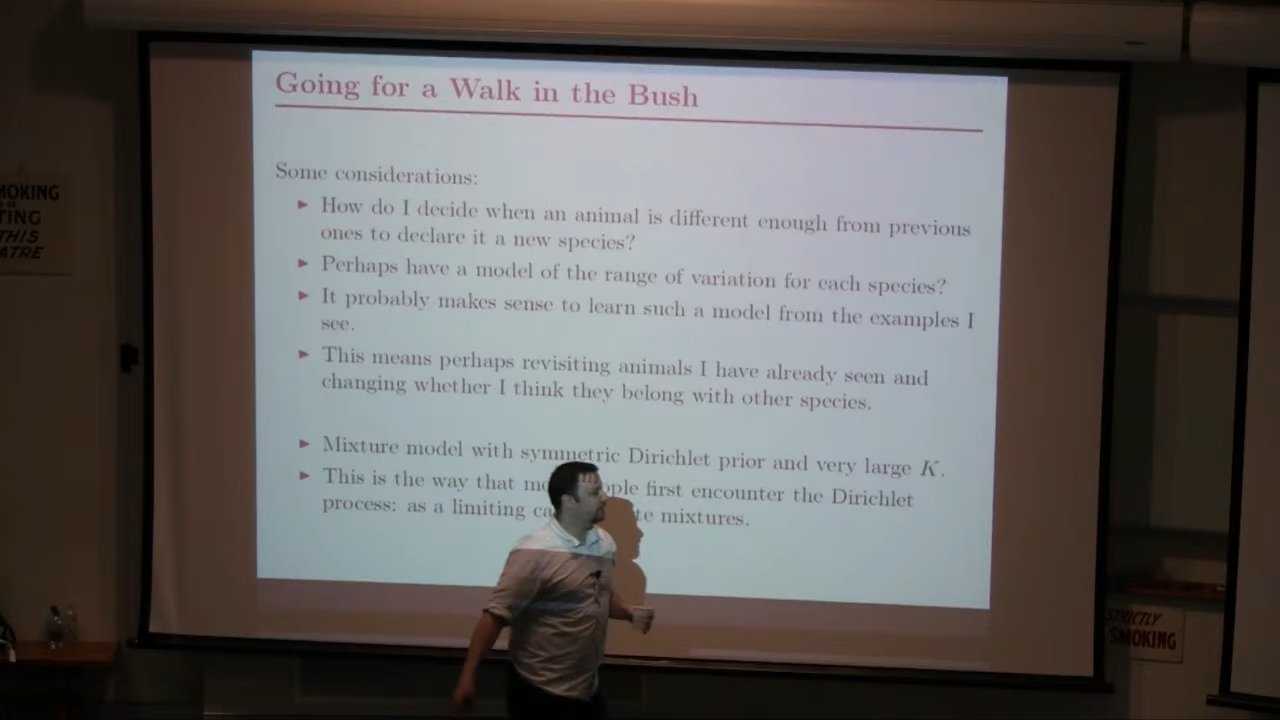 Going for a Walk in the Bush
Some considerations:
How do I decide when an animal is different enough from previous
ones to declare it a new species?
Perhaps have a model of the range of variation for each species?
It probably makes sense to learn such a model from the examples I
see.
This means perhaps revisiting animals I have already seen and
changing whether I think they belong with other species.
Mixture model with symmetric Dirichlet prior and very large K.
This is the way that first encounter the Dirichlet
process: as a limiting mixtures.
MOKING
TING
THIS
ATRE
STRICTLY
SMOKING